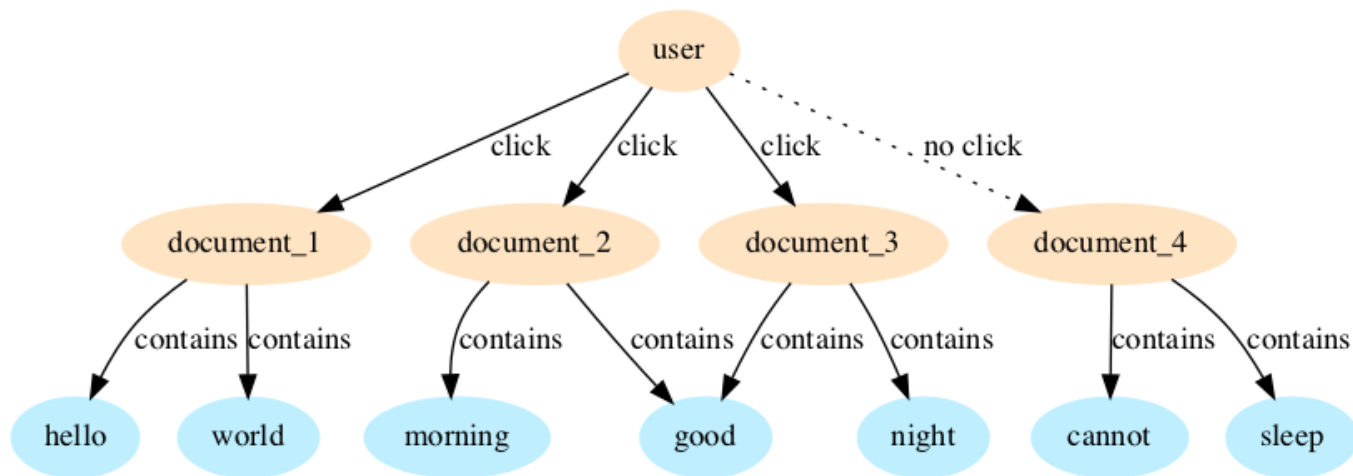 user
click
click
click
no click
document_1
document_2
document_3
document_4
contains
contains
contains
contains
contains
contains
contains
contains
hello
world
morning
good
night
cannot
sleep